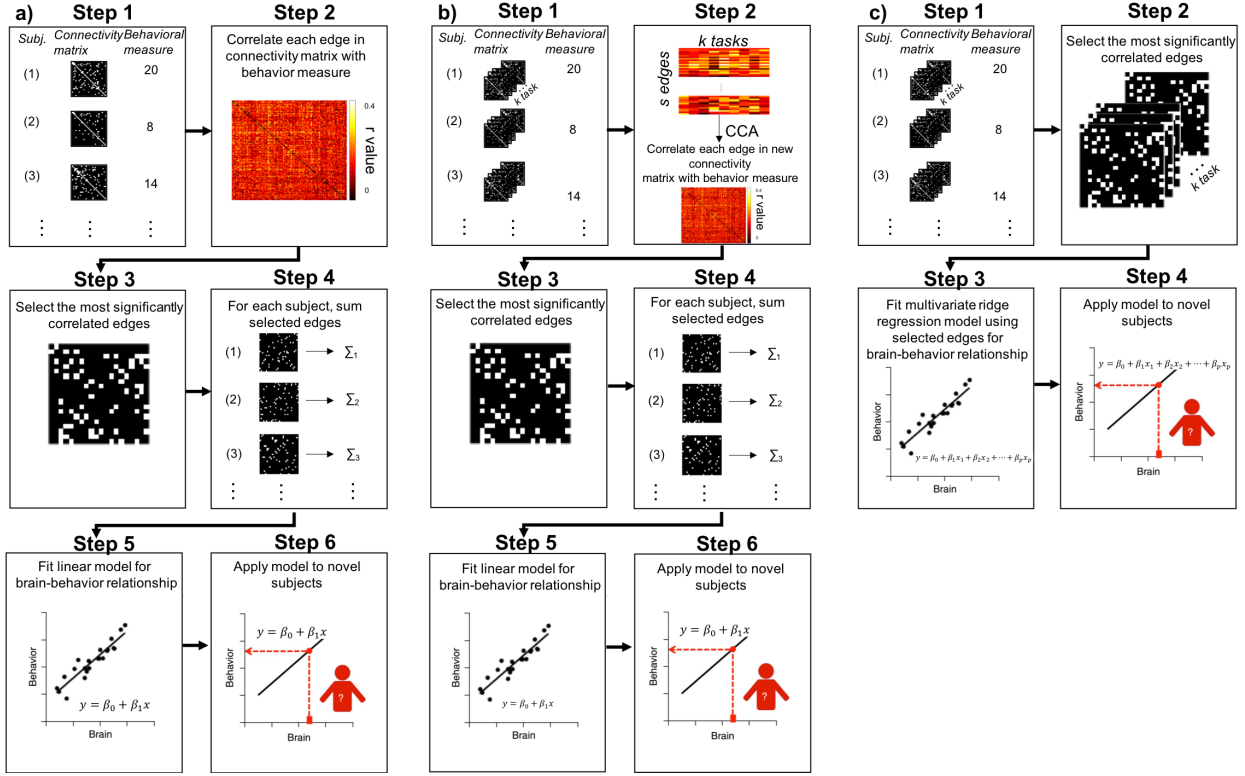 a)
Step 1
Subj.
Connectivity
matrix
Behavioral
measure
(1)
20
(2)
8
(3)
14
⋮ ⋮ ⋮
Step 2
Correlate each edge in
connectivity matrix with
behavior measure
0.4
r value
0
Step 3
Select the most significantly
correlated edges
Step 4
For each subject, sum
selected edges
(1) ∑1
(2) ∑2
(3) ∑3
⋮ ⋮ ⋮
Step 5
Fit linear model for
brain-behavior relationship
Behavior
y = β0 + β1x
Brain
Step 6
Apply model to novel
subjects
y = β0 + β1x
Behavior
?
Brain
b)
Step 1
Subj.
Connectivity
matrix
Behavioral
measure
(1)
20
...
k task
(2)
8
(3)
14
⋮ ⋮ ⋮
Step 2
k tasks
s edges
CCA
Correlate each edge in new
connectivity
matrix with behavior measure
0.4
r value
0
Step 3
Select the most significantly
correlated edges
Step 4
For each subject, sum
selected edges
(1) ∑1
(2) ∑2
(3) ∑3
⋮ ⋮ ⋮
Step 5
Fit linear model for
brain-behavior relationship
Behavior
y = β0 + β1x
Brain
Step 6
Apply model to novel
subjects
y = β0 + β1x
Behavior
?
Brain
c)
Step 1
Subj.
Connectivity
matrix
Behavioral
measure
(1)
20
...
k task
(2)
8
(3)
14
⋮ ⋮ ⋮
Step 2
Select the most significantly
correlated edges
...
k task
Step 3
Fit multivariate ridge
regression model using
selected edges for
brain-behavior relationship
Behavior
y = β0 + β1x1 + β2x2 + ⋯ + βpxp
Brain
Step 4
Apply model to novel
subjects
y = β0 + β1x1 + β2x2 + ⋯ + βpxp
Behavior
?
Brain